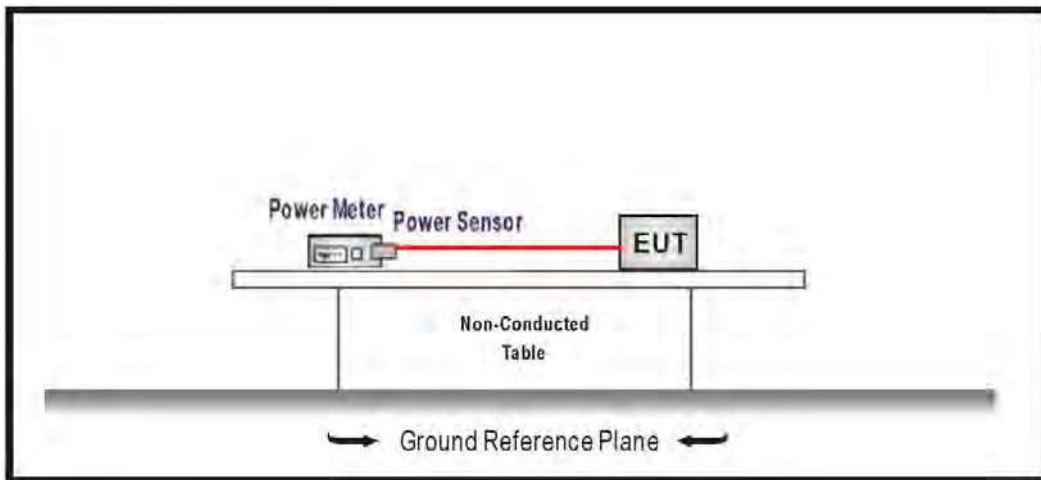 Power Meter
Power Sensor
EUT
Non-Conducted
Table
Ground Reference Plane